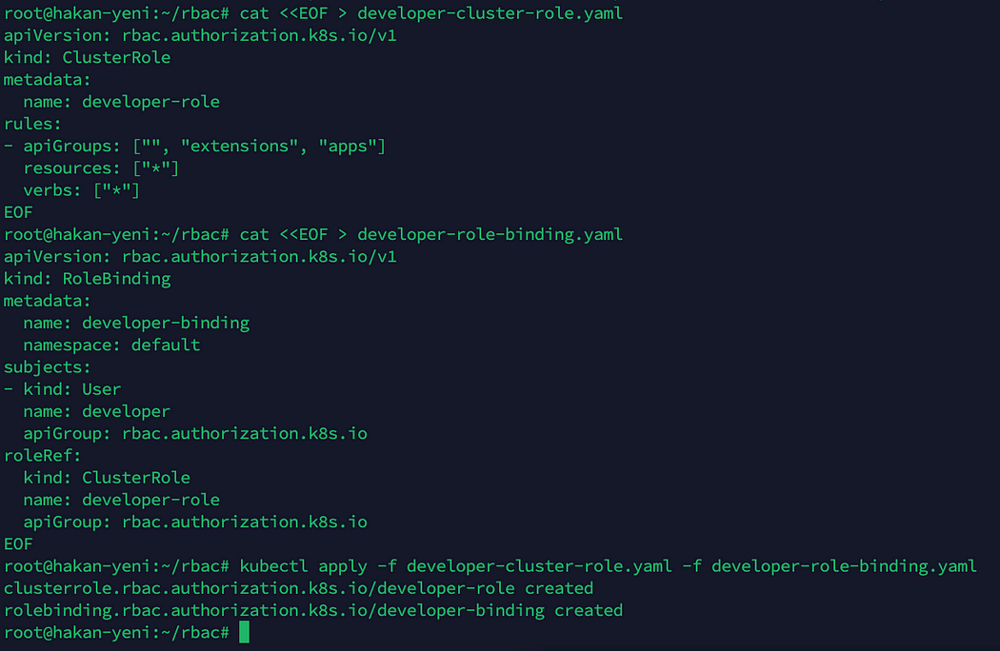 root@hakan-yeni:~/rbac# cat <<EOF > developer-cluster-role.yaml
apiVersion: rbac.authorization.k8s.io/v1
kind: ClusterRole
metadata:
  name: developer-role
rules:
- apiGroups: ["", "extensions", "apps"]
  resources: ["*"]
  verbs: ["*"]
EOF
root@hakan-yeni:~/rbac# cat <<EOF > developer-role-binding.yaml
apiVersion: rbac.authorization.k8s.io/v1
kind: RoleBinding
metadata:
  name: developer-binding
  namespace: default
subjects:
- kind: User
  name: developer
  apiGroup: rbac.authorization.k8s.io
roleRef:
  kind: ClusterRole
  name: developer-role
  apiGroup: rbac.authorization.k8s.io
EOF
root@hakan-yeni:~/rbac# kubectl apply -f developer-cluster-role.yaml -f developer-role-binding.yaml
clusterrole.rbac.authorization.k8s.io/developer-role created
rolebinding.rbac.authorization.k8s.io/developer-binding created
root@hakan-yeni:~/rbac#